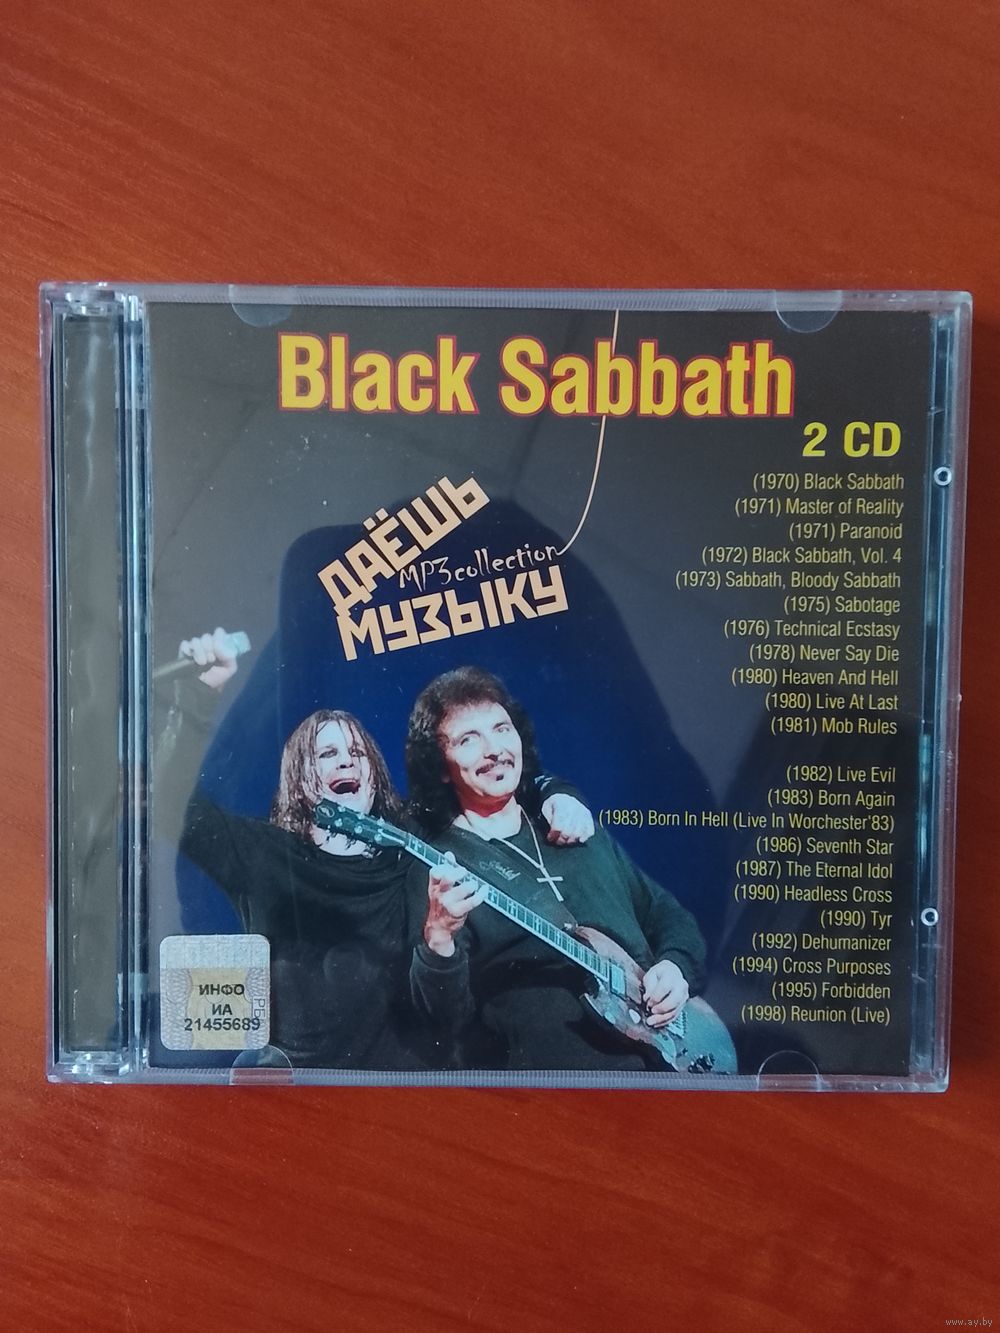 Black Sabbath
2 CD
ДАЁШЬ
MP3collection
МУЗЫКУ
(1970) Black Sabbath
(1971) Master of Reality
(1971) Paranoid
(1972) Black Sabbath, Vol. 4
(1973) Sabbath, Bloody Sabbath
(1975) Sabotage
(1976) Technical Ecstasy
(1978) Never Say Die
(1980) Heaven And Hell
(1980) Live At Last
(1981) Mob Rules
(1982) Live Evil
(1983) Born Again
(1983) Born In Hell (Live In Worchester'83)
(1986) Seventh Star
(1987) The Eternal Idol
(1990) Headless Cross
(1990) Tyr
(1992) Dehumanizer
(1994) Cross Purposes
(1995) Forbidden
(1998) Reunion (Live)
ИНФО
ИА
21455689
РБ
www.ay.by